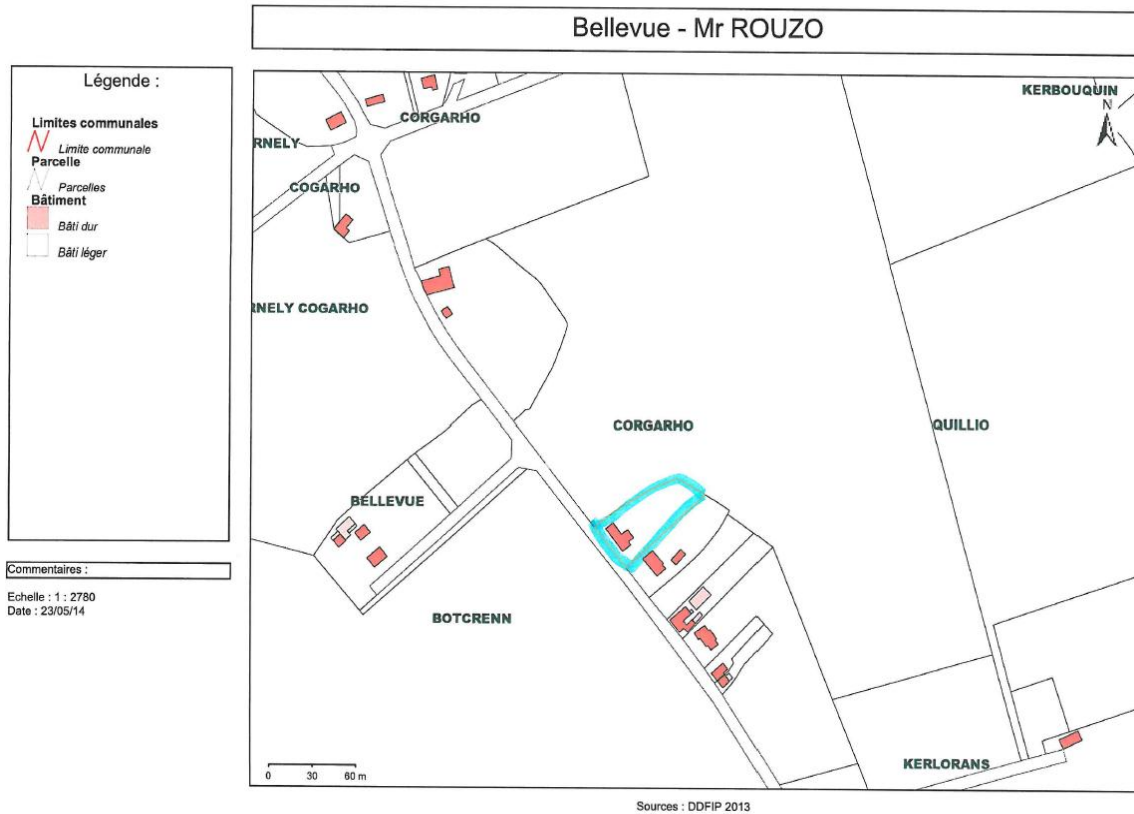 Bellevue - Mr ROUZO
Légende :
Limites communales
Limite communale
Parcelle
Parcelles
Bâtiment
Bâti dur
Bâti léger
Commentaires :
Echelle : 1 : 2780
Date : 23/05/14
KERBOUQUIN
N
CORGARHO
RNELY
COGARHO
RNELY COGARHO
CORGARHO
QUILLIO
BELLEVUE
BOTCRENN
KERLORANS
0 30 60 m
Sources : DDFIP 2013